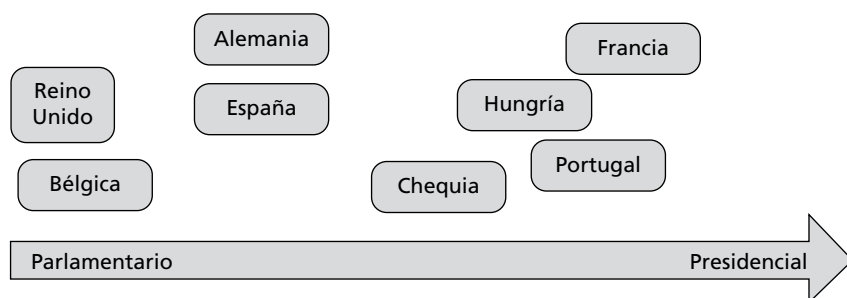 Alemania
Francia
Reino
Unido
España
Hungría
Bélgica
Chequia
Portugal
Parlamentario
Presidencial